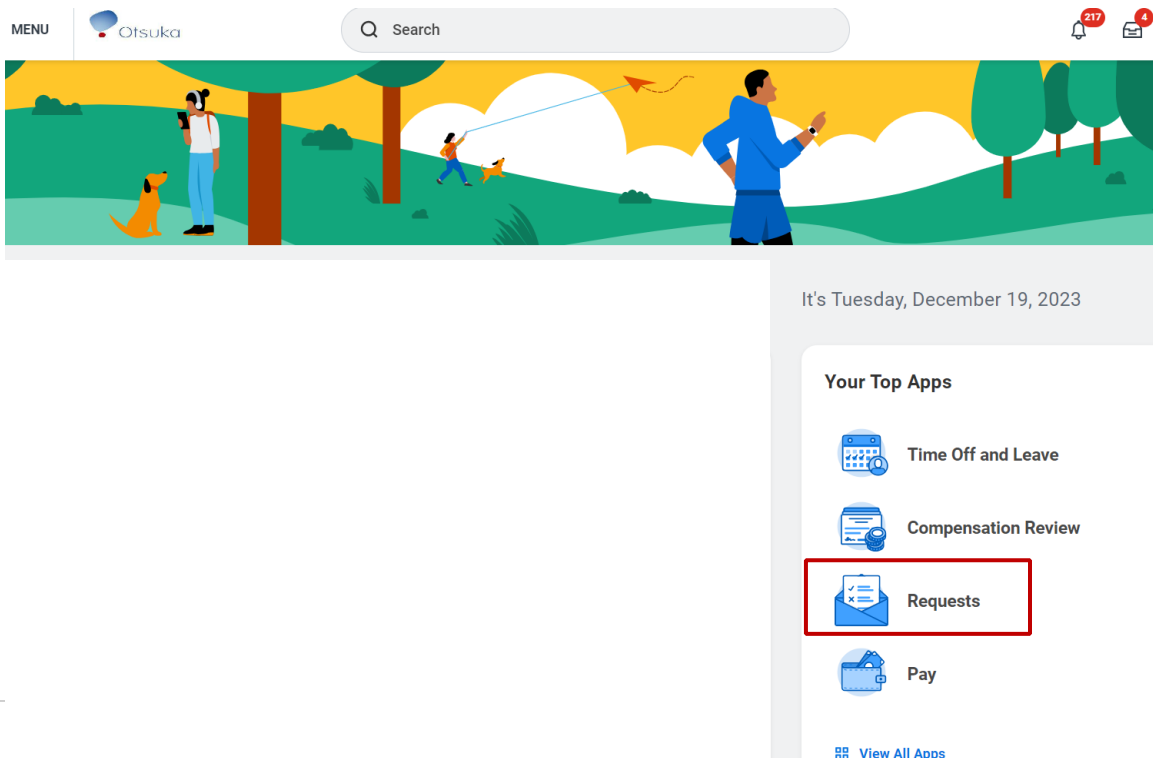 MENU
Otsuka
Search
217
4
It's Tuesday, December 19, 2023
Your Top Apps
Time Off and Leave
Compensation Review
Requests
Pay
View All Apps